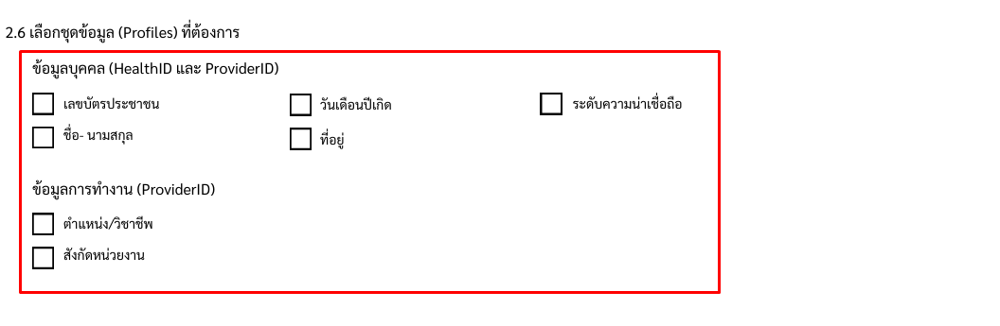 2.6 เลือกชุดข้อมูล (Profiles) ที่ต้องการ
ข้อมูลบุคคล (HealthID และ ProviderID)
เลขบัตรประชาชน วันเดือนปีเกิด ระดับความน่าเชื่อถือ
ชื่อ- นามสกุล ที่อยู่
ข้อมูลการทำงาน (ProviderID)
ตำแหน่ง/วิชาชีพ
สังกัดหน่วยงาน